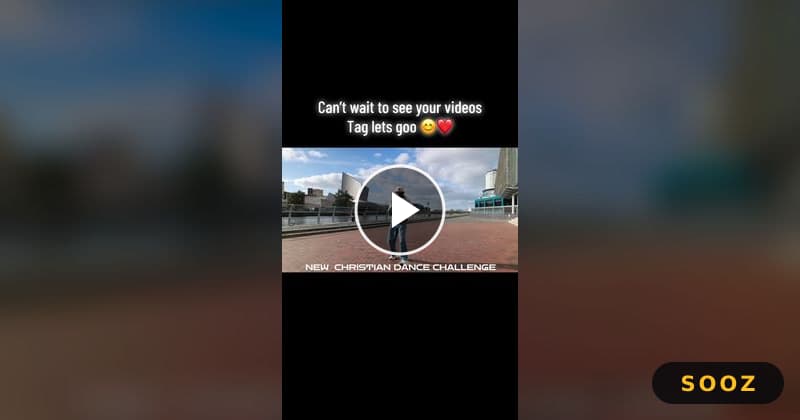 Can't wait to see your videos
Tag lets goo 😊❤️
NEW CHRISTIAN DANCE CHALLENGE
SOOZ